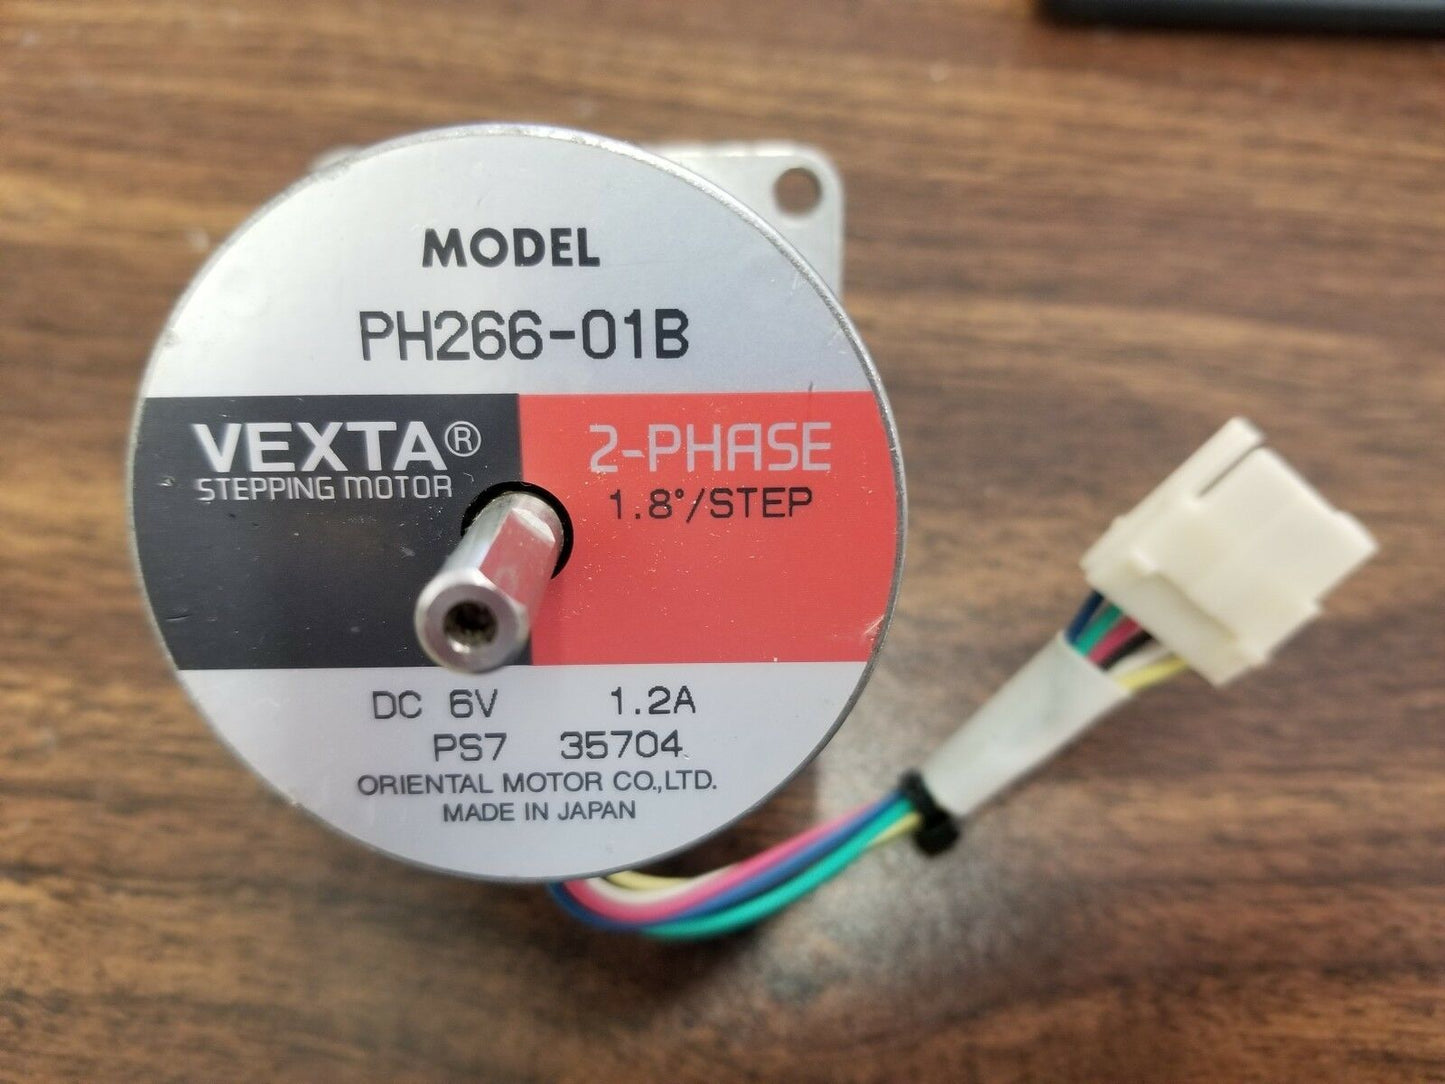 MODEL
PH266-01B
VEXTA® 2-PHASE
STEPPING MOTOR 1.8°/STEP
DC 6V 1.2A
PS7 35704
ORIENTAL MOTOR CO.,LTD.
MADE IN JAPAN